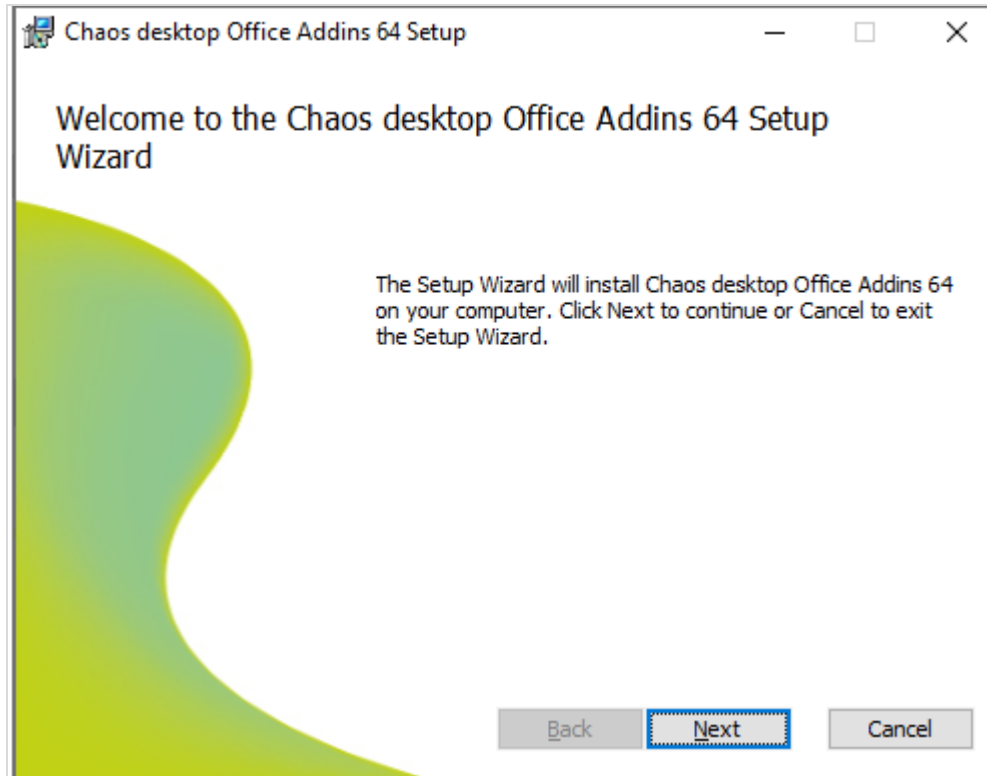 Chaos desktop Office Addins 64 Setup
Welcome to the Chaos desktop Office Addins 64 Setup
Wizard
The Setup Wizard will install Chaos desktop Office Addins 64
on your computer. Click Next to continue or Cancel to exit
the Setup Wizard.
Back Next Cancel